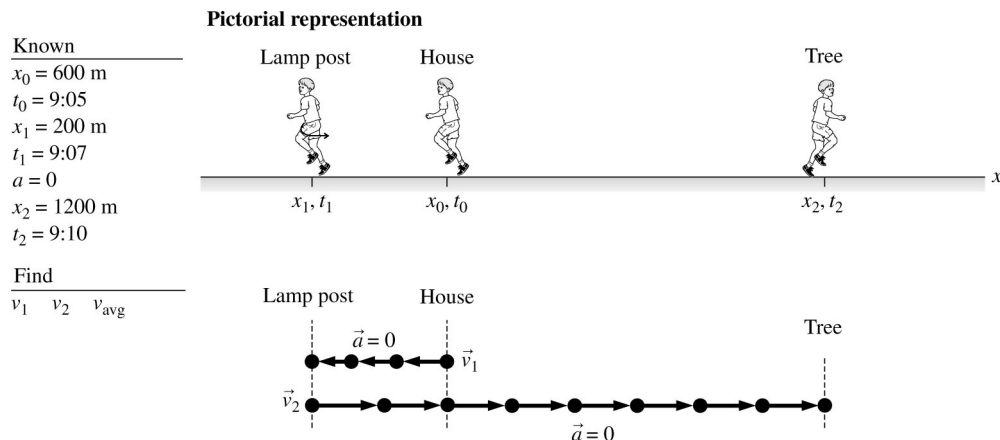 Pictorial representation
Known
x₀ = 600 m
t₀ = 9:05
x₁ = 200 m
t₁ = 9:07
a = 0
x₂ = 1200 m
t₂ = 9:10
Find
v₁ v₂ v_avg
Lamp post House Tree
x
x₁, t₁ x₀, t₀ x₂, t₂
Lamp post House Tree
a⃗ = 0
v⃗₁
v⃗₂
a⃗ = 0